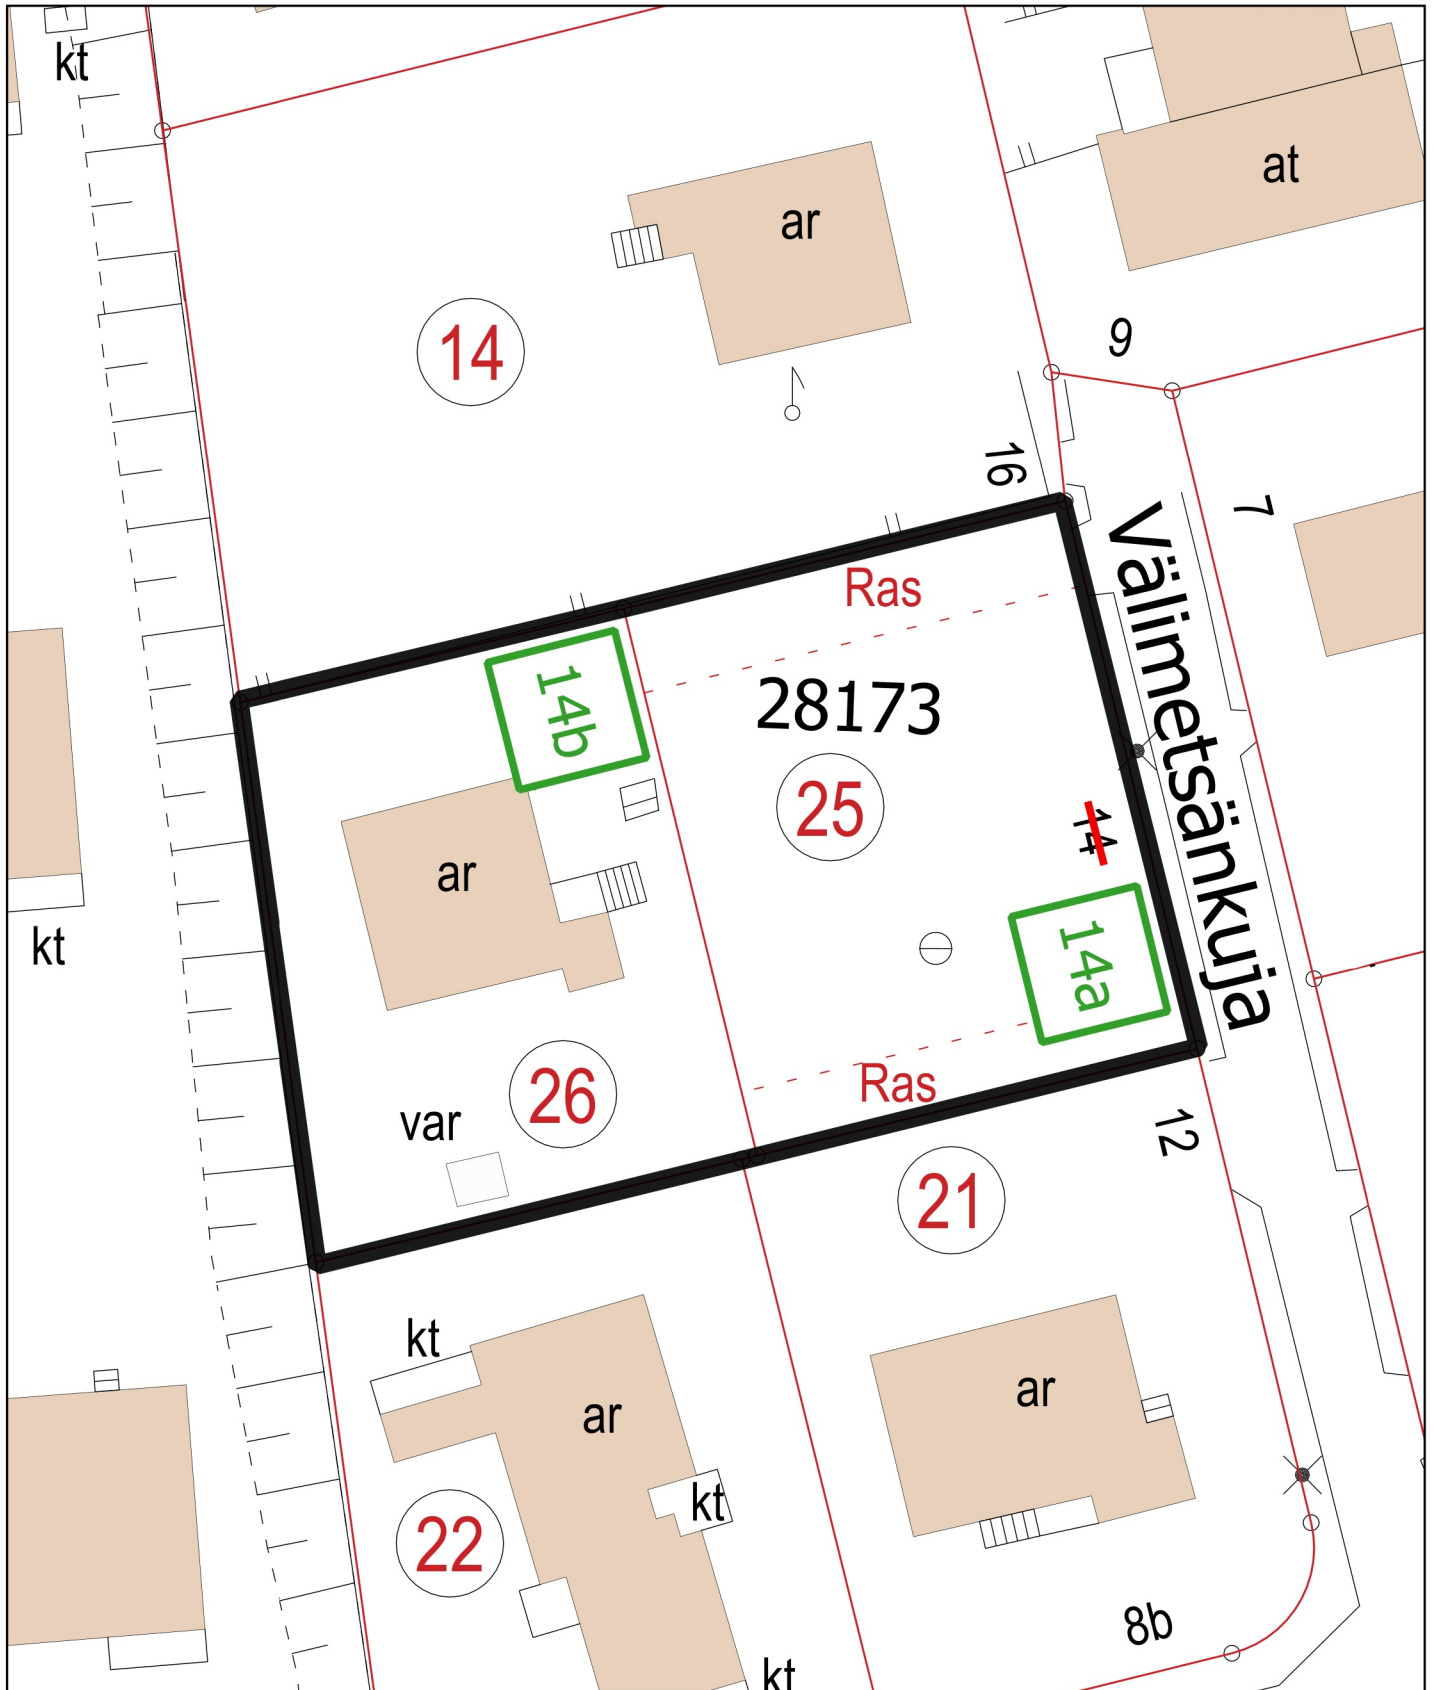 kt
at
ar
9
14
16
7
Ras
Välimetsänkuja
14b
28173
25
14
ar
kt
14a
Ras
26
var
12
21
kt
ar
ar
kt
22
8b
kt